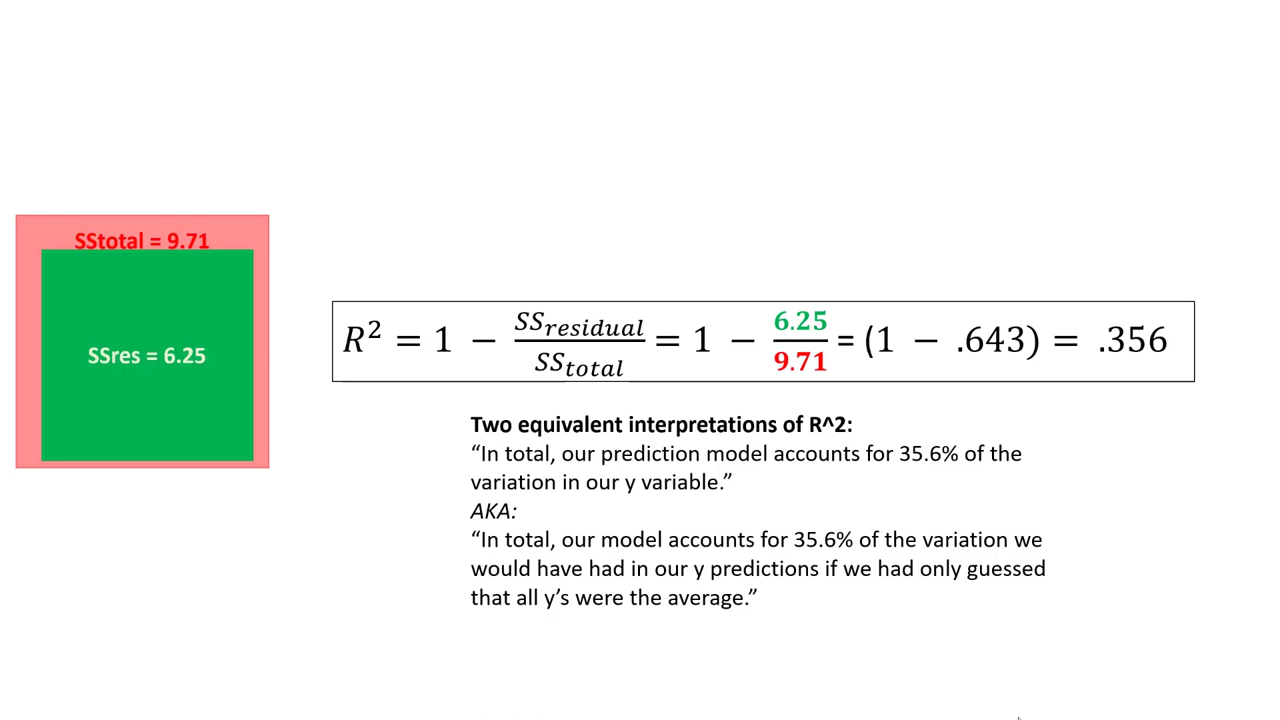 SStotal = 9.71
SSres = 6.25
R² = 1 − SS_residual / SS_total = 1 − 6.25 / 9.71 = (1 − .643) = .356
Two equivalent interpretations of R^2:
“In total, our prediction model accounts for 35.6% of the
variation in our y variable.”
AKA:
“In total, our model accounts for 35.6% of the variation we
would have had in our y predictions if we had only guessed
that all y’s were the average.”